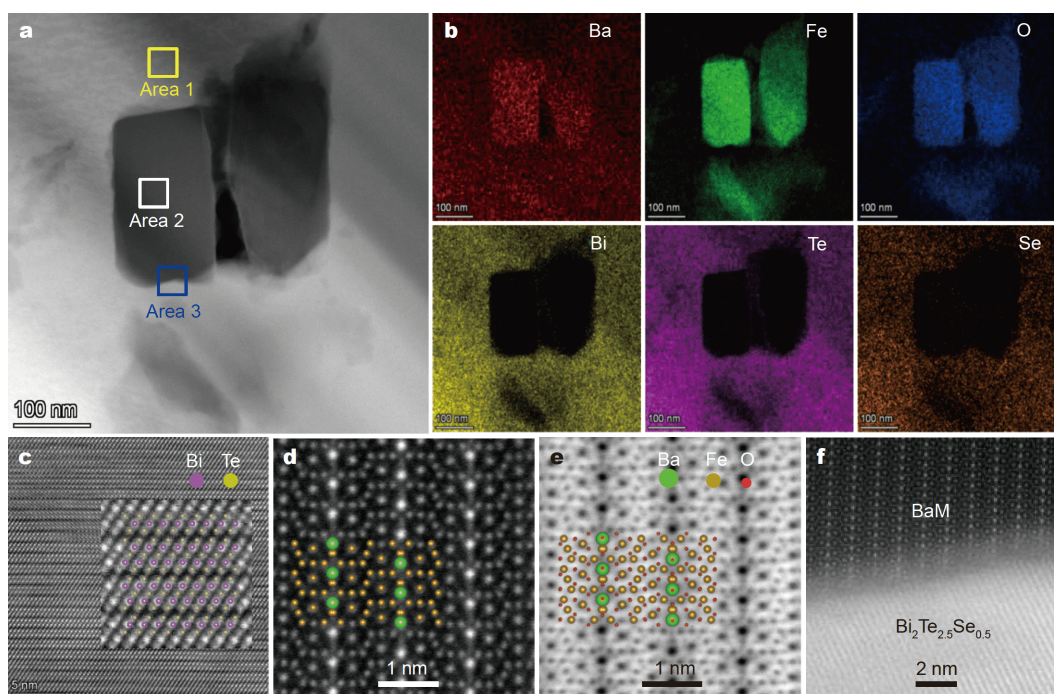 a
Area 1
Area 2
Area 3
100 nm
b
Ba
100 nm
Fe
100 nm
O
100 nm
Bi
100 nm
Te
100 nm
Se
100 nm
c
Bi
Te
5 nm
d
1 nm
e
Ba
Fe
O
1 nm
f
BaM
Bi₂Te₂.₅Se₀.₅
2 nm